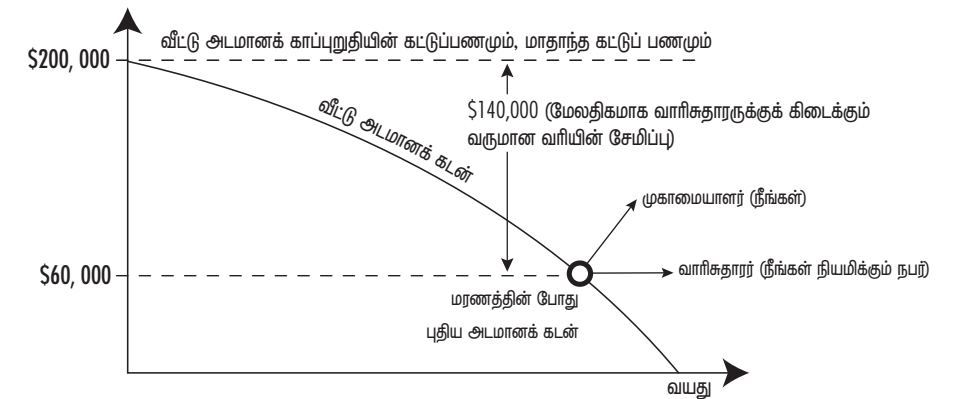 வீட்டு அடமானக் காப்புறுதியின் கட்டுப்பணமும், மாதாந்த கட்டுப் பணமும்
$200, 000
$140,000 (மேலதிகமாக வாரிசுதாரருக்குக் கிடைக்கும்
வருமான வரியின் சேமிப்பு)
வீட்டு அடமானக் கடன்
முகாமையாளர் (நீங்கள்)
$60, 000
வாரிசுதாரர் (நீங்கள் நியமிக்கும் நபர்)
மரணத்தின் போது
புதிய அடமானக் கடன்
வயது